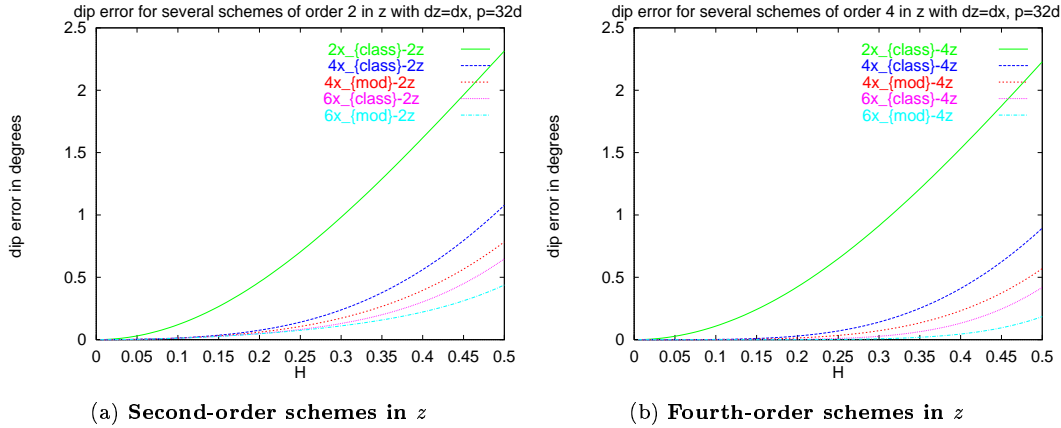 dip error for several schemes of order 2 in z with dz=dx, p=32d
2.5
2
1.5
1
0.5
0
dip error in degrees
2x_{class}-2z
4x_{class}-2z
4x_{mod}-2z
6x_{class}-2z
6x_{mod}-2z
0 0.05 0.1 0.15 0.2 0.25 0.3 0.35 0.4 0.45 0.5
H
(a) Second-order schemes in z
dip error for several schemes of order 4 in z with dz=dx, p=32d
2.5
2
1.5
1
0.5
0
dip error in degrees
2x_{class}-4z
4x_{class}-4z
4x_{mod}-4z
6x_{class}-4z
6x_{mod}-4z
0 0.05 0.1 0.15 0.2 0.25 0.3 0.35 0.4 0.45 0.5
H
(b) Fourth-order schemes in z